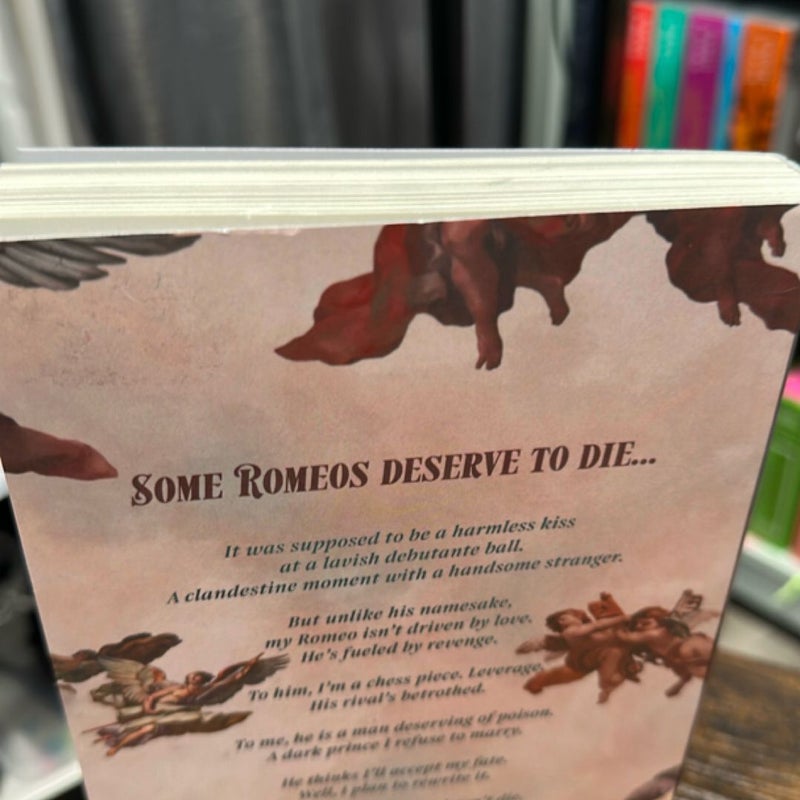 SOME ROMEOS DESERVE TO DIE...
It was supposed to be a harmless kiss
at a lavish debutante ball.
A clandestine moment with a handsome stranger.
But unlike his namesake,
my Romeo isn't driven by love.
He's fueled by revenge.
To him, I'm a chess piece. Leverage.
His rival's betrothed.
To me, he is a man deserving of poison.
A dark prince I refuse to marry.
He thinks I'll accept my fate.
Well, I plan to rewrite it.
die.